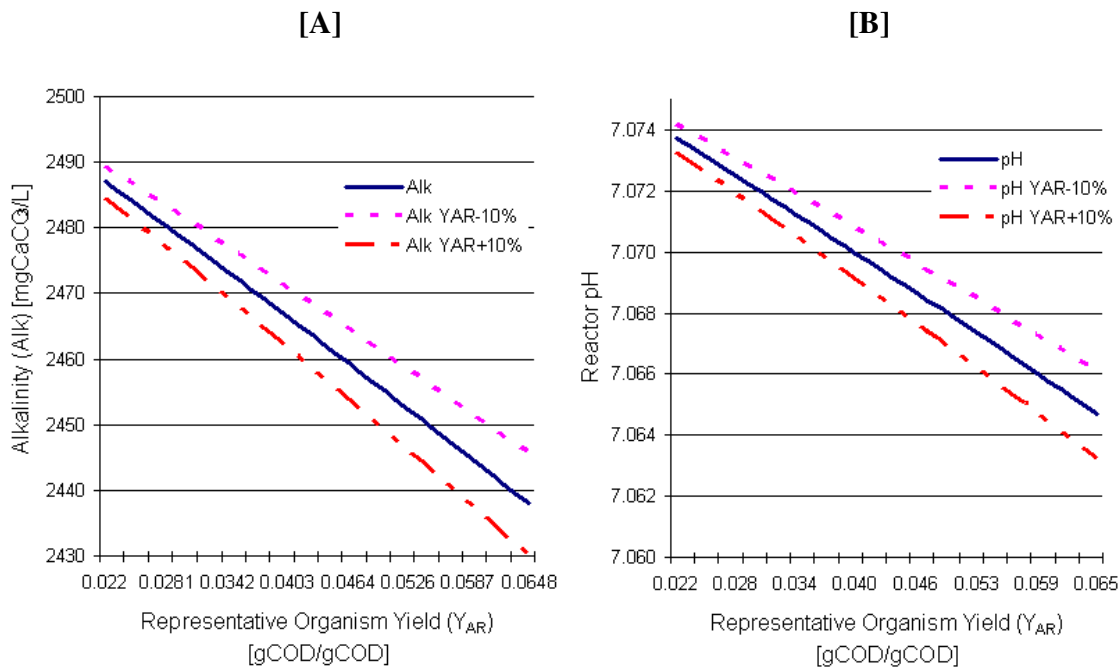 [A]
2500
2490
2480
2470
2460
2450
2440
2430
Alkalinity (Alk) [mgCaCO3/L]
Alk
Alk YAR-10%
Alk YAR+10%
0.022 0.0281 0.0342 0.0403 0.0464 0.0526 0.0587 0.0648
Representative Organism Yield (YAR)
[gCOD/gCOD]
[B]
7.074
7.072
7.070
7.068
7.066
7.064
7.062
7.060
Reactor pH
pH
pH YAR-10%
pH YAR+10%
0.022 0.028 0.034 0.040 0.046 0.053 0.059 0.065
Representative Organism Yield (YAR)
[gCOD/gCOD]